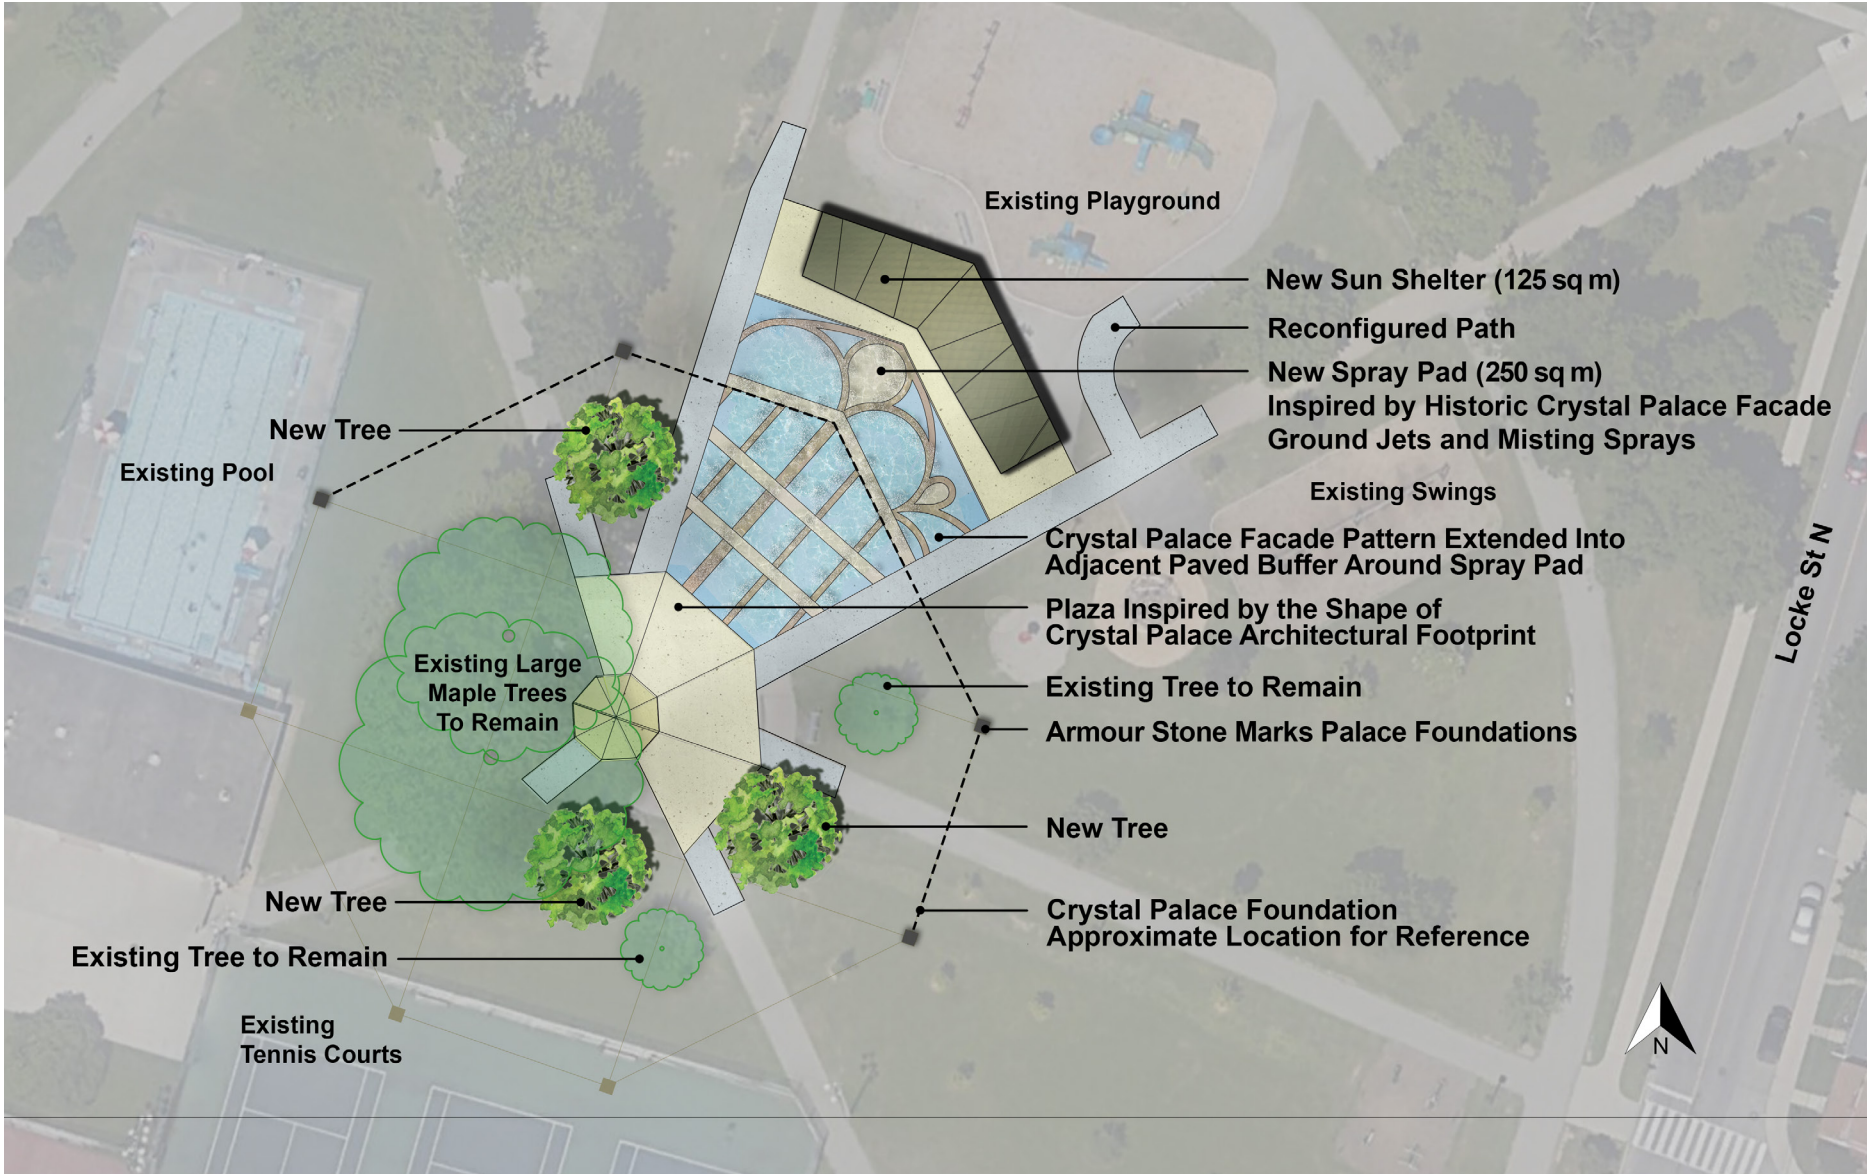 Existing Playground
New Sun Shelter (125 sq m)
Reconfigured Path
New Spray Pad (250 sq m)
Inspired by Historic Crystal Palace Facade
Ground Jets and Misting Sprays
New Tree
Existing Pool
Existing Swings
Crystal Palace Facade Pattern Extended Into
Adjacent Paved Buffer Around Spray Pad
Locke St N
Plaza Inspired by the Shape of
Crystal Palace Architectural Footprint
Existing Large
Maple Trees
To Remain
Existing Tree to Remain
Armour Stone Marks Palace Foundations
New Tree
New Tree
Crystal Palace Foundation
Approximate Location for Reference
Existing Tree to Remain
Existing
Tennis Courts
N